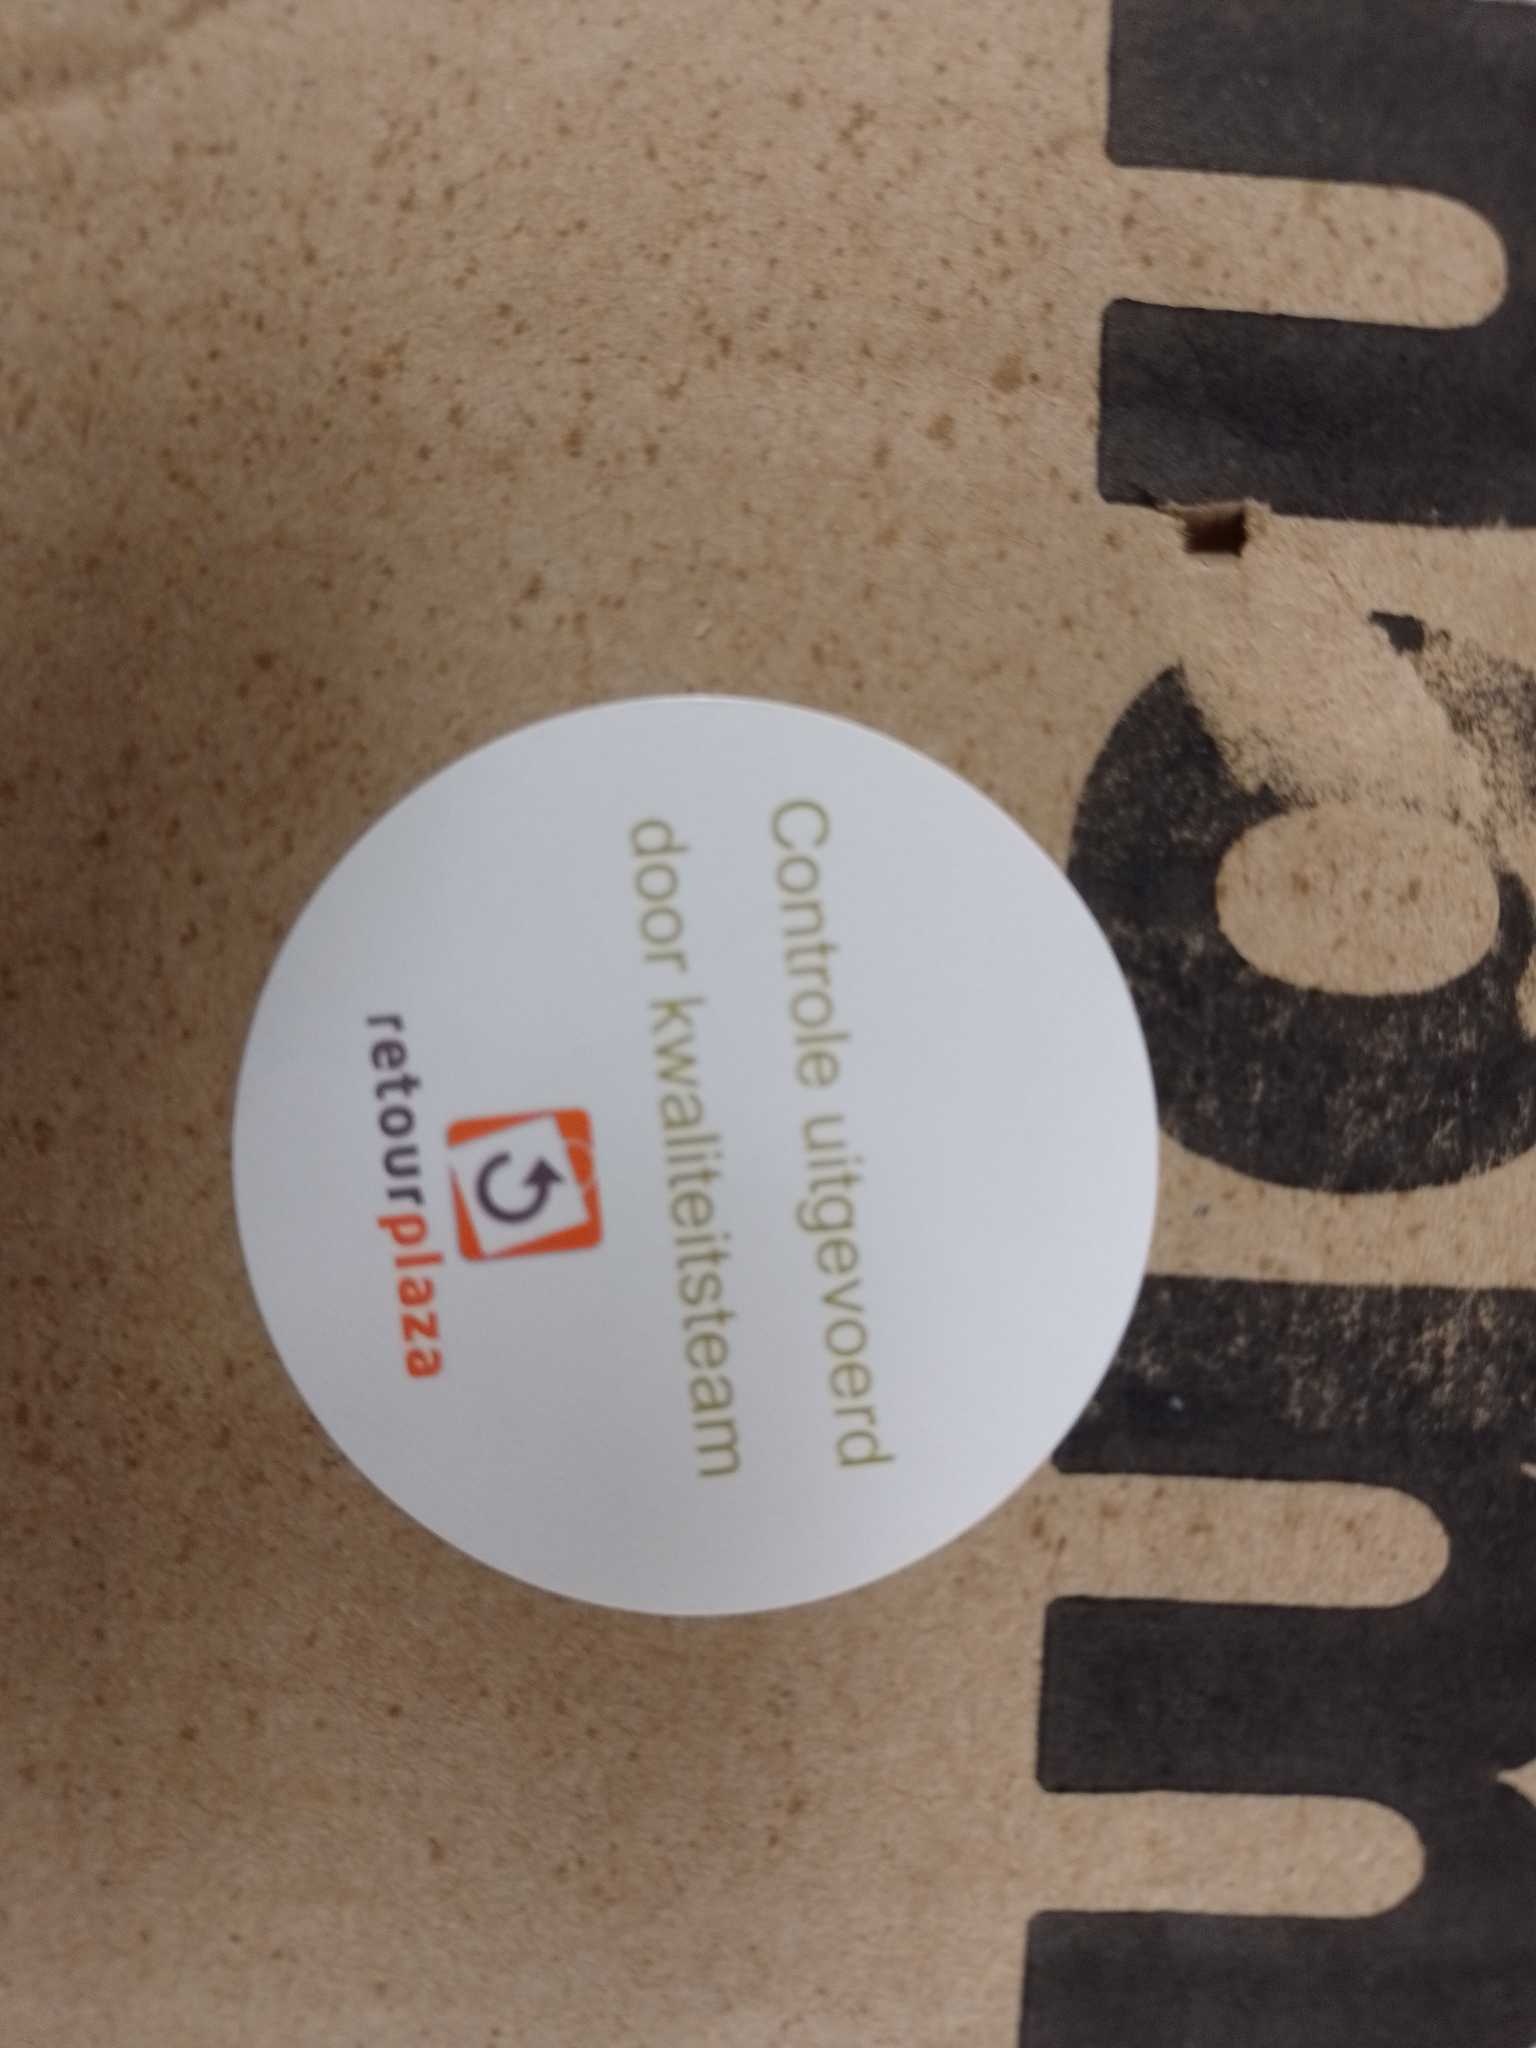 Controle uitgevoerd
door kwaliteitsteam
retourplaza